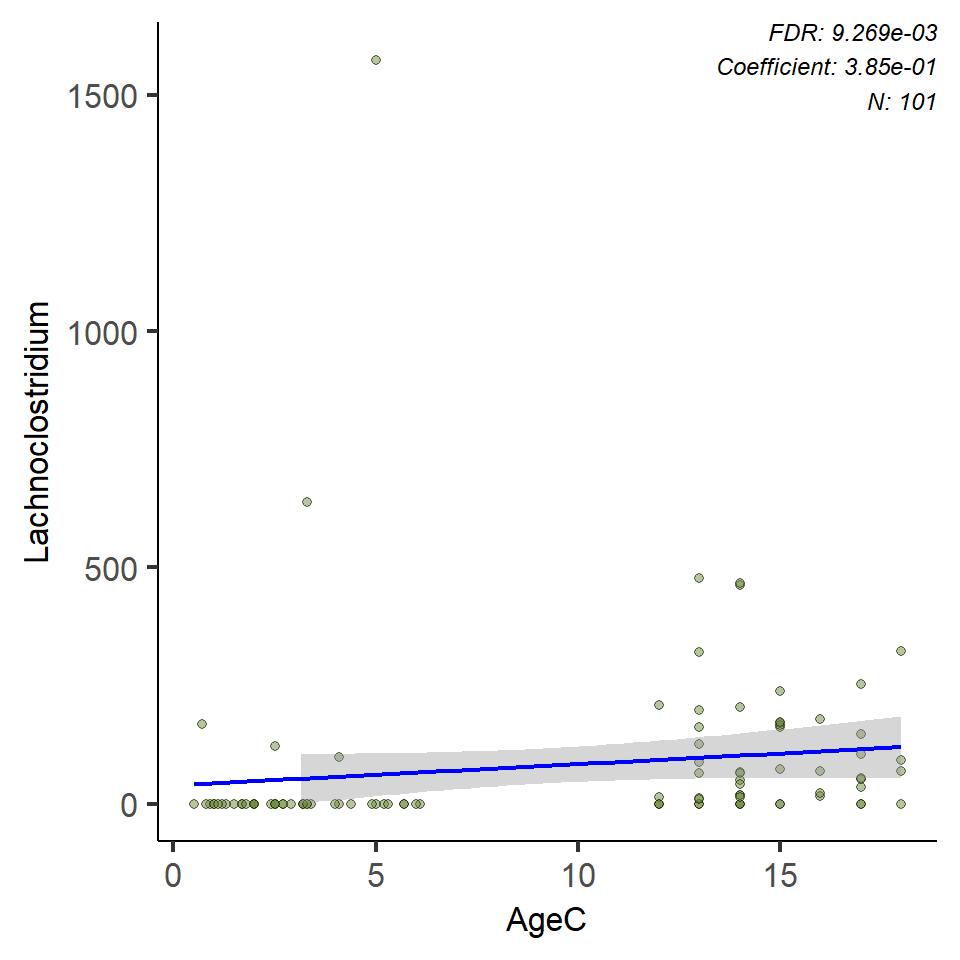 FDR: 9.269e-03
Coefficient: 3.85e-01
N: 101
Lachnoclostridium
1500
1000
500
0
0 5 10 15
AgeC